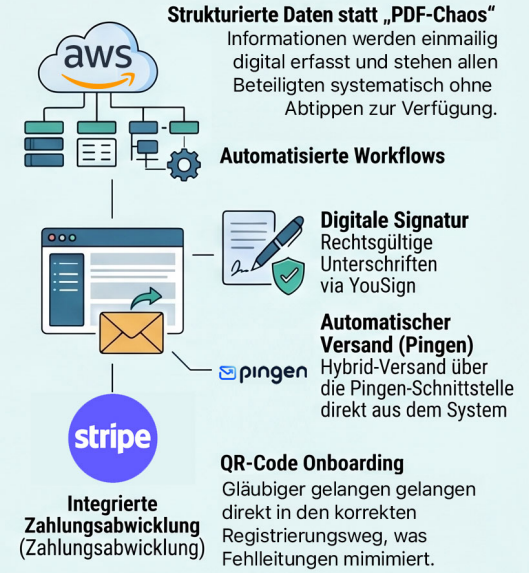 Strukturierte Daten statt „PDF-Chaos“
Informationen werden einmailig
digital erfasst und stehen allen
Beteiligten systematisch ohne
Abtippen zur Verfügung.
aws
Automatisierte Workflows
Digitale Signatur
Rechtsgültige
Unterschriften
via YouSign
Automatischer
Versand (Pingen)
Hybrid-Versand über
die Pingen-Schnittstelle
direkt aus dem System
pingen
stripe
Integrierte
Zahlungsabwicklung
(Zahlungsabwicklung)
QR-Code Onboarding
Gläubiger gelangen gelangen
direkt in den korrekten
Registrierungsweg, was
Fehlleitungen mimimiert.